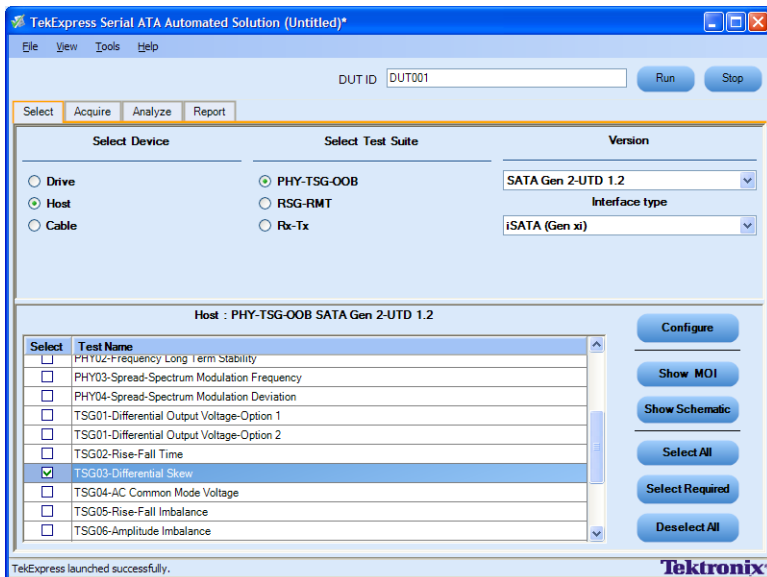 TekExpress Serial ATA Automated Solution (Untitled)*
File View Tools Help
DUT ID DUT001 Run Stop
Select Acquire Analyze Report
Select Device Select Test Suite Version
Drive PHY-TSG-OOB SATA Gen 2-UTD 1.2
Host RSG-RMT Interface type
Cable Rx-Tx iSATA (Gen xi)
Host : PHY-TSG-OOB SATA Gen 2-UTD 1.2
Configure
Select Test Name
PHY02-Frequency Long Term Stability
PHY03-Spread-Spectrum Modulation Frequency
Show MOI
PHY04-Spread-Spectrum Modulation Deviation
TSG01-Differential Output Voltage-Option 1
Show Schematic
TSG01-Differential Output Voltage-Option 2
TSG02-Rise-Fall Time
Select All
TSG03-Differential Skew
TSG04-AC Common Mode Voltage
Select Required
TSG05-Rise-Fall Imbalance
TSG06-Amplitude Imbalance
Deselect All
TekExpress launched successfully.
Tektronix